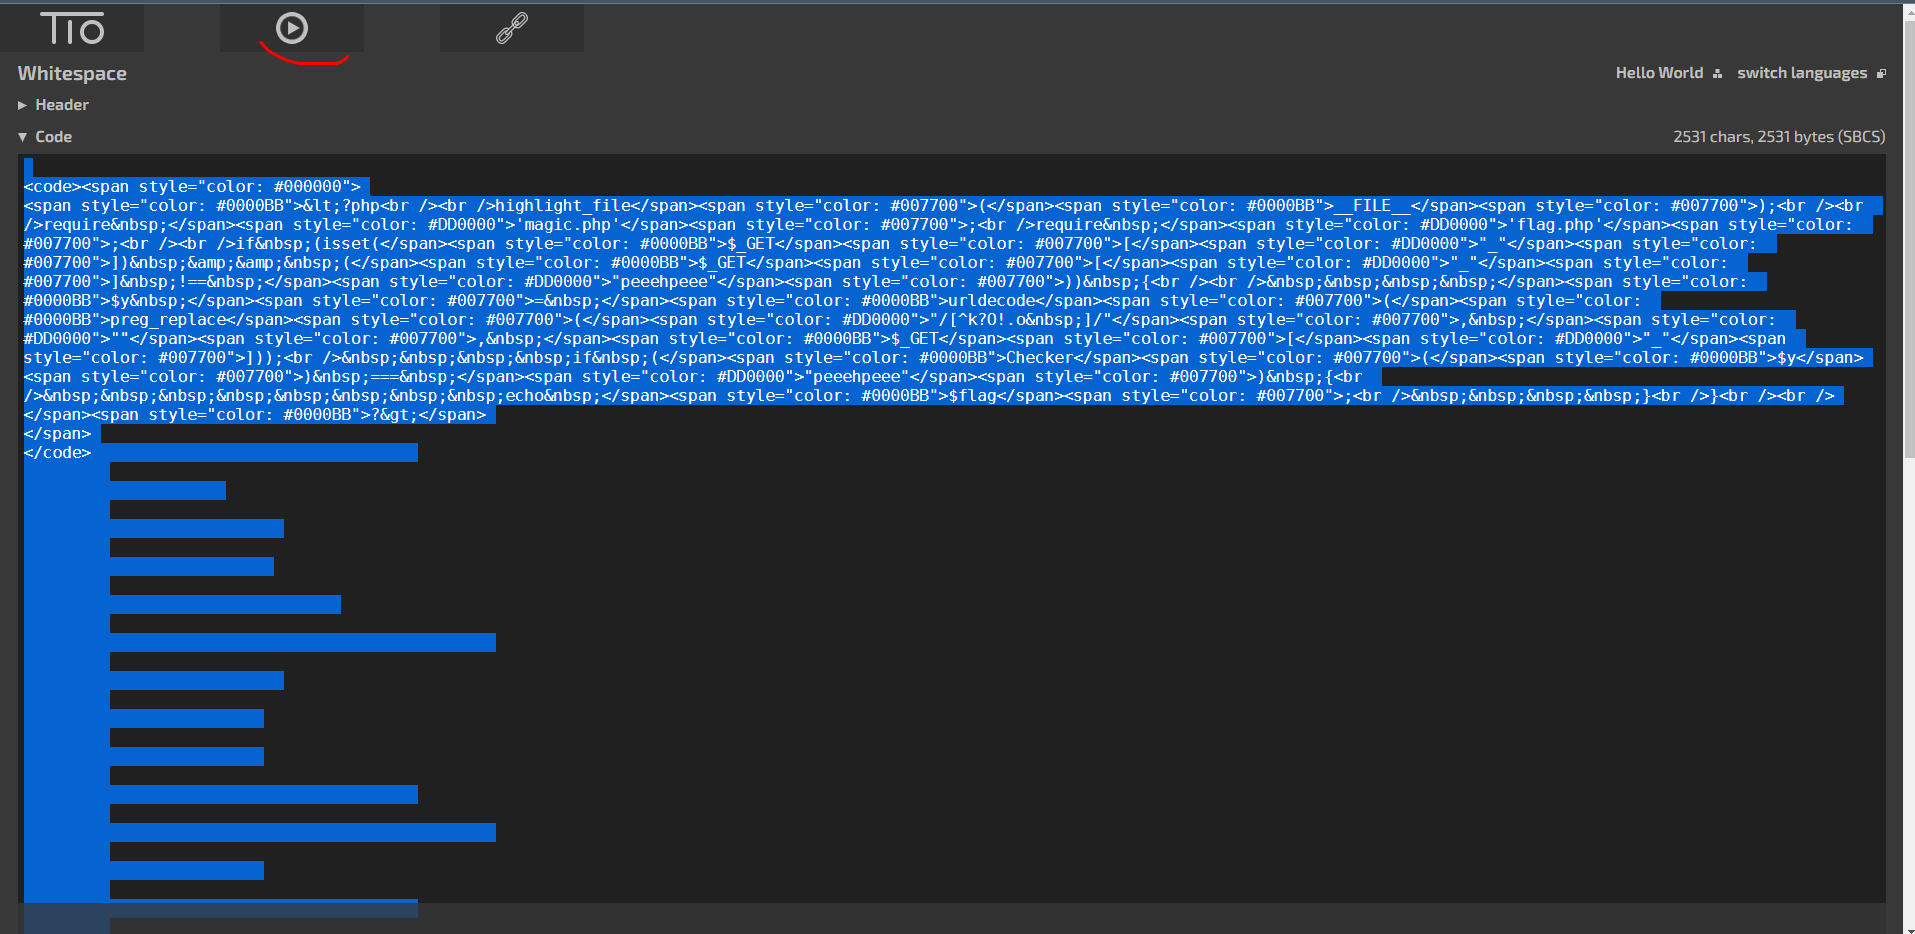 TIO
Whitespace
Hello World switch languages
Header
Code
2531 chars, 2531 bytes (SBCS)
<code><span style="color: #000000">
<span style="color: #0000BB">&lt;?php<br /><br />highlight_file</span><span style="color: #007700">(</span><span style="color: #0000BB">__FILE__</span><span style="color: #007700">);<br /><br
/>require&nbsp;</span><span style="color: #DD0000">'magic.php'</span><span style="color: #007700">;<br />require&nbsp;</span><span style="color: #DD0000">'flag.php'</span><span style="color:
#007700">;<br /><br />if&nbsp;(isset(</span><span style="color: #0000BB">$_GET</span><span style="color: #007700">[</span><span style="color: #DD0000">"_"</span><span style="color:
#007700">])&nbsp;&amp;&amp;&nbsp;(</span><span style="color: #0000BB">$_GET</span><span style="color: #007700">[</span><span style="color: #DD0000">"_"</span><span style="color:
#007700">]&nbsp;!==&nbsp;</span><span style="color: #DD0000">"peeehpeee"</span><span style="color: #007700">))&nbsp;{<br /><br />&nbsp;&nbsp;&nbsp;&nbsp;</span><span style="color:
#0000BB">$y&nbsp;</span><span style="color: #007700">=&nbsp;</span><span style="color: #0000BB">urldecode</span><span style="color: #007700">(</span><span style="color:
#0000BB">preg_replace</span><span style="color: #007700">(</span><span style="color: #DD0000">"/[^k?O!.o&nbsp;]/"</span><span style="color: #007700">,&nbsp;</span><span style="color:
#DD0000">""</span><span style="color: #007700">,&nbsp;</span><span style="color: #0000BB">$_GET</span><span style="color: #007700">[</span><span style="color: #DD0000">"_"</span><span
style="color: #007700">]));<br />&nbsp;&nbsp;&nbsp;&nbsp;if&nbsp;(</span><span style="color: #0000BB">Checker</span><span style="color: #007700">(</span><span style="color: #0000BB">$y</span>
<span style="color: #007700">)&nbsp;===&nbsp;</span><span style="color: #DD0000">"peeehpeee"</span><span style="color: #007700">)&nbsp;{<br
/>&nbsp;&nbsp;&nbsp;&nbsp;&nbsp;&nbsp;&nbsp;&nbsp;echo&nbsp;</span><span style="color: #0000BB">$flag</span><span style="color: #007700">;<br />&nbsp;&nbsp;&nbsp;&nbsp;}<br />}<br /><br />
</span><span style="color: #0000BB">?&gt;</span>
</span>
</code>